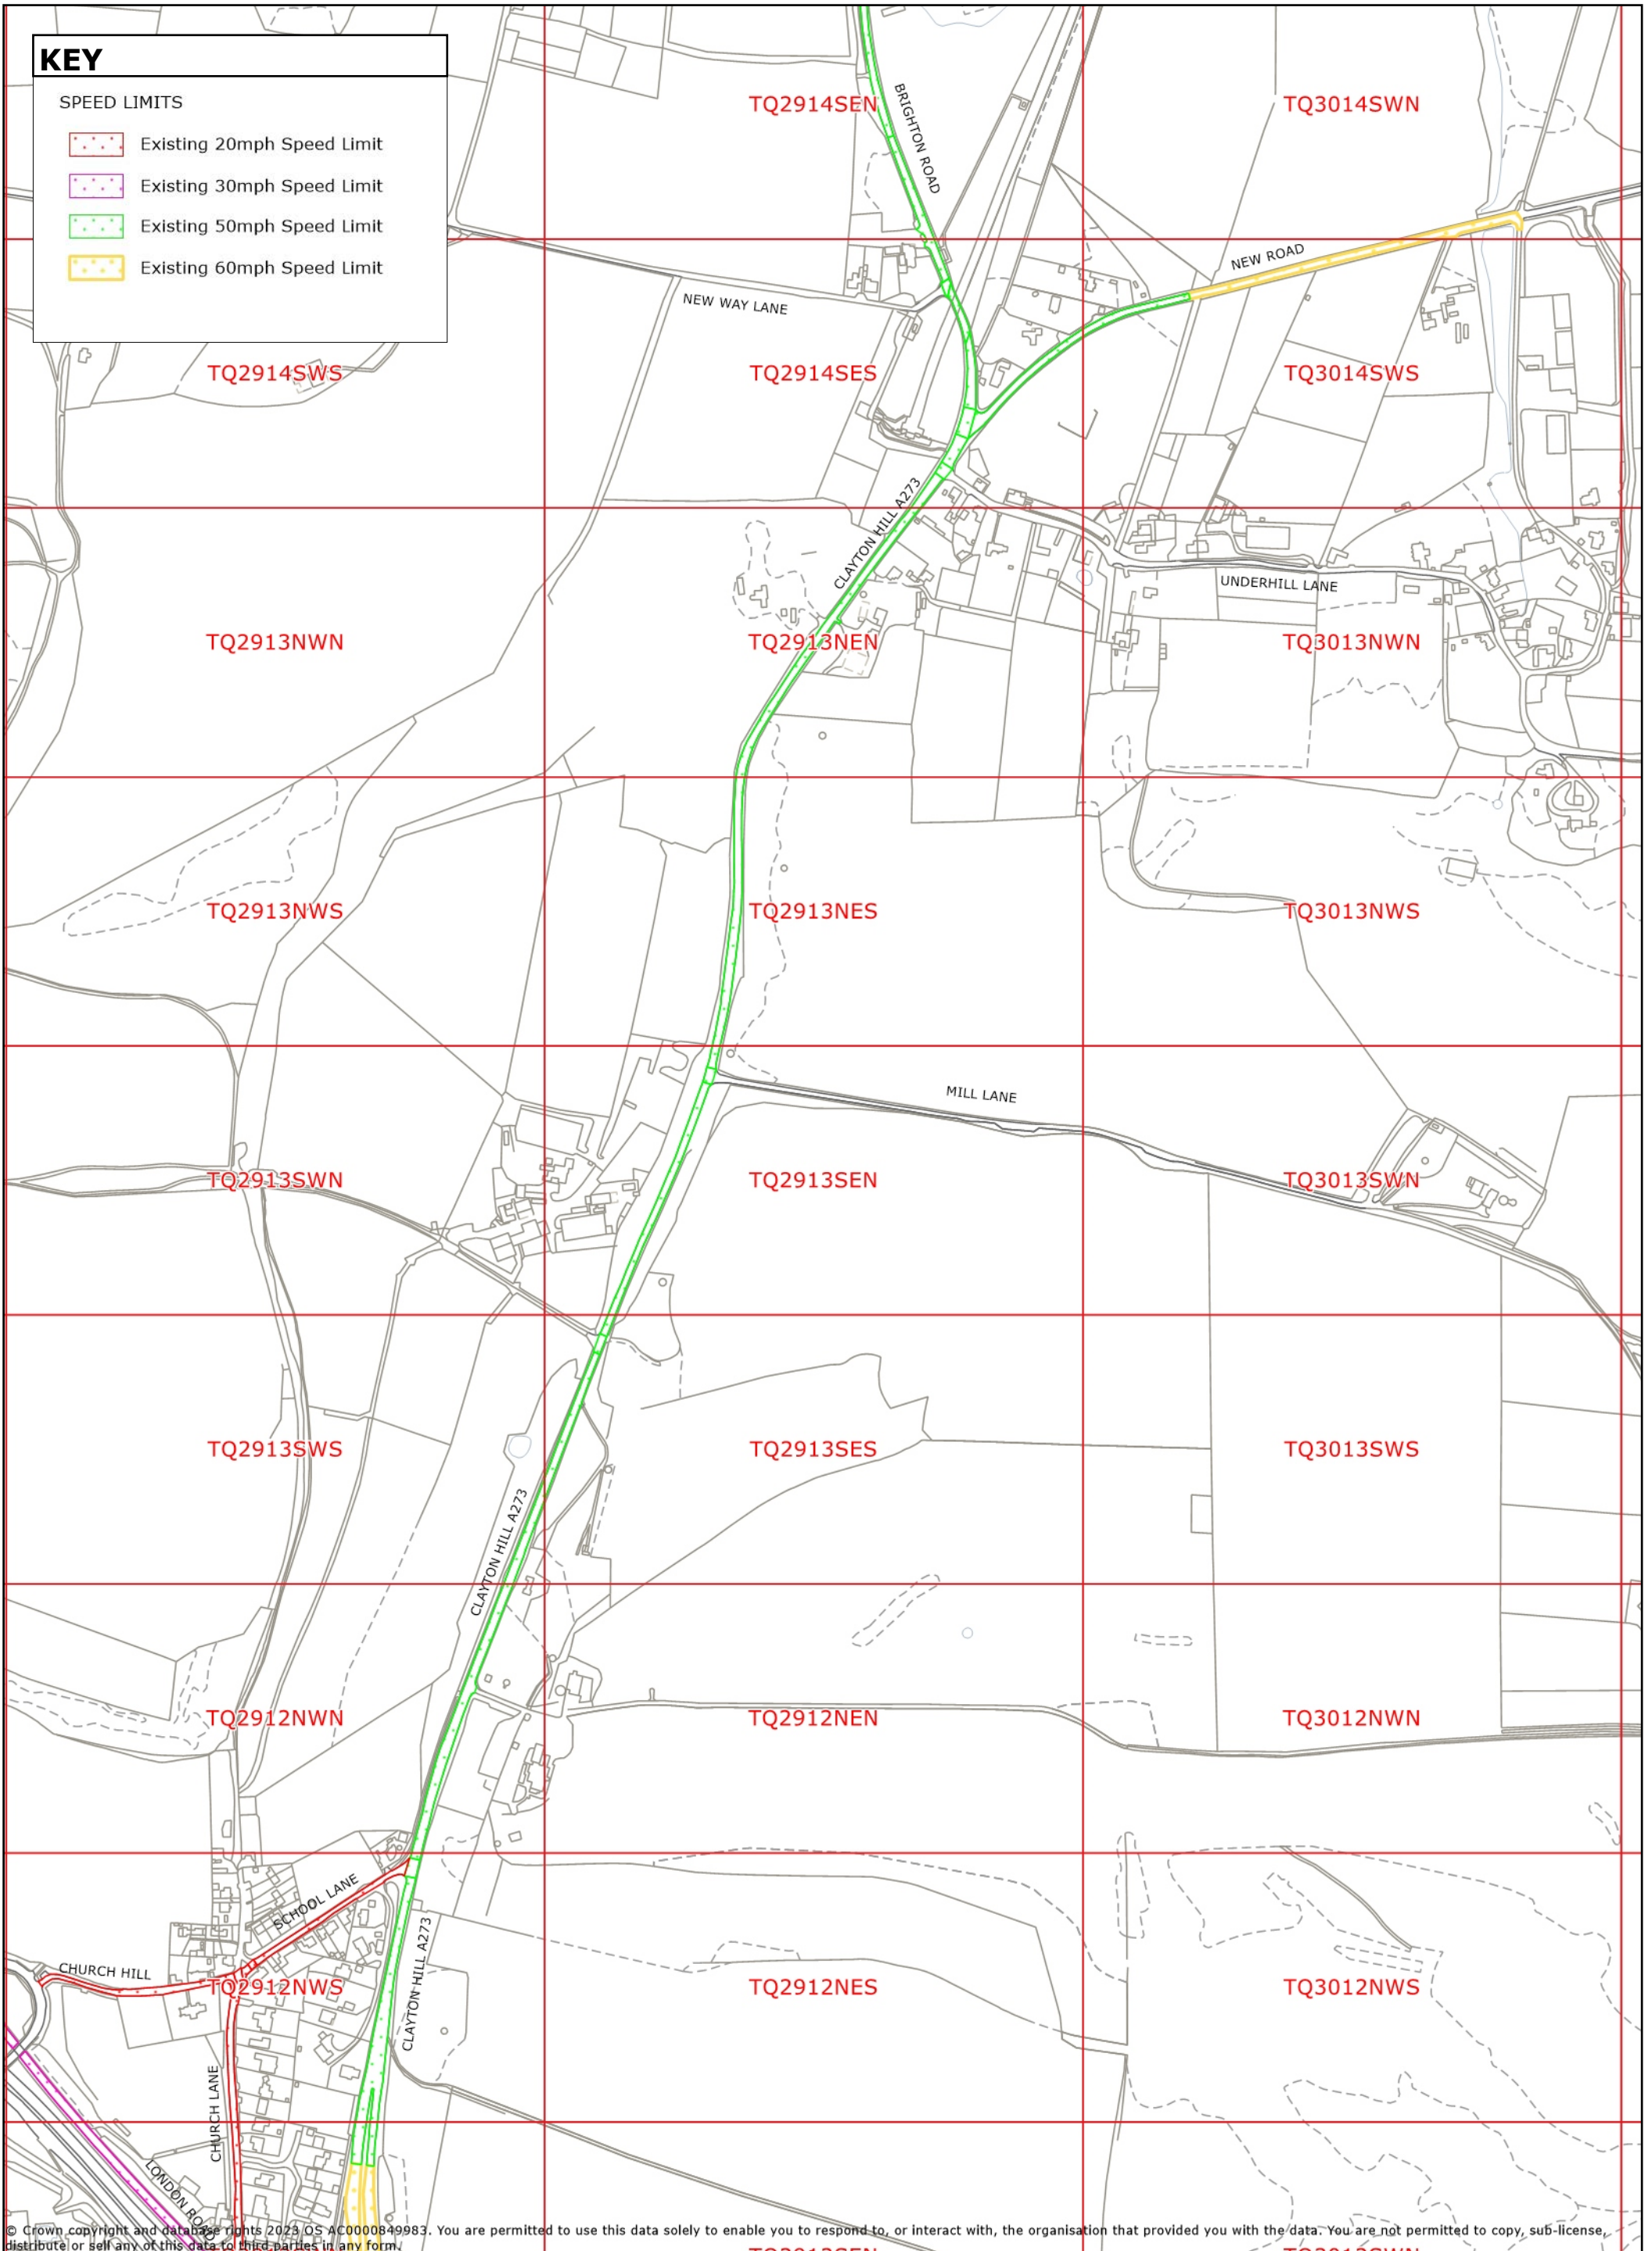 KEY
SPEED LIMITS
Existing 20mph Speed Limit
Existing 30mph Speed Limit
Existing 50mph Speed Limit
Existing 60mph Speed Limit
TQ2914SEN
TQ3014SWN
BRIGHTON ROAD
NEW ROAD
NEW WAY LANE
TQ2914SWS
TQ2914SES
TQ3014SWS
CLAYTON HILL A273
UNDERHILL LANE
TQ2913NWN
TQ2913NEN
TQ3013NWN
TQ2913NWS
TQ2913NES
TQ3013NWS
MILL LANE
TQ2913SWN
TQ2913SEN
TQ3013SWN
TQ2913SWS
TQ2913SES
TQ3013SWS
CLAYTON HILL A273
TQ2912NWN
TQ2912NEN
TQ3012NWN
SCHOOL LANE
CHURCH HILL
TQ2912NWS
TQ2912NES
TQ3012NWS
CLAYTON HILL A273
CHURCH LANE
LONDON ROAD
© Crown copyright and database rights 2023 OS AC0000849983. You are permitted to use this data solely to enable you to respond to, or interact with, the organisation that provided you with the data. You are not permitted to copy, sub-license,
distribute or sell any of this data to third parties in any form.